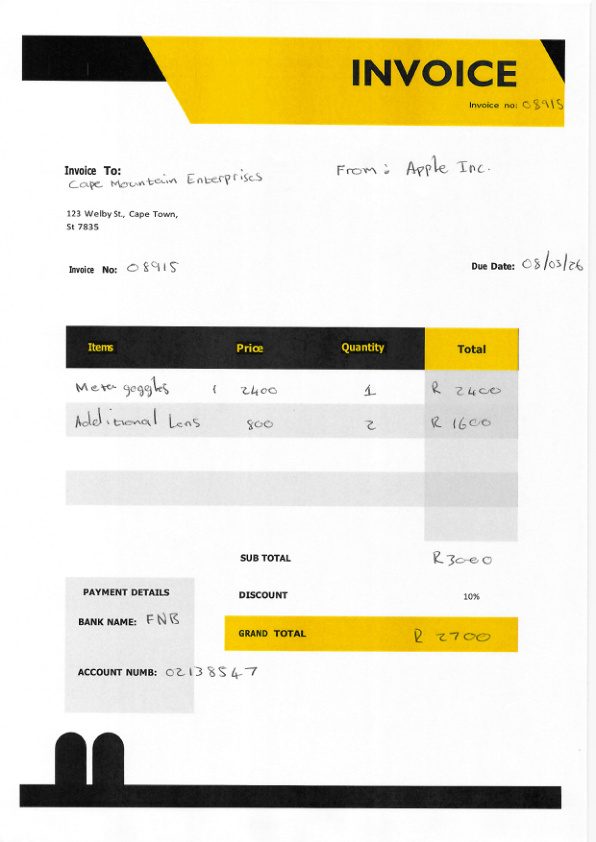 INVOICE
Invoice no: 08915
Invoice To:
Cape Mountain Enterprises
From: Apple Inc.
123 Welby St., Cape Town,
St 7835
Invoice No: 08915
Due Date: 08/03/26
Items Price Quantity Total
Meta goggles 2400 1 R 2400
Additional Lens 800 2 R 1600
SUB TOTAL R3000
PAYMENT DETAILS
DISCOUNT 10%
BANK NAME: FNB
GRAND TOTAL R 2700
ACCOUNT NUMB: 02138547